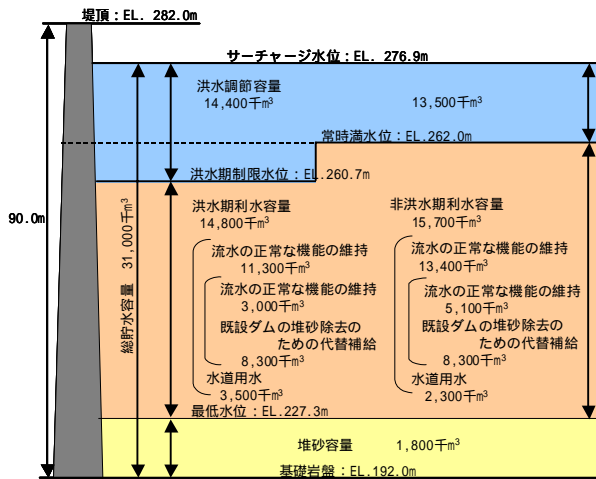 堤頂：EL. 282.0m
サーチャージ水位：EL. 276.9m
洪水調節容量
14,400千m³
13,500千m³
常時満水位：EL.262.0m
洪水期制限水位：EL.260.7m
90.0m
総貯水容量 31,000千m³
洪水期利水容量
14,800千m³
流水の正常な機能の維持
11,300千m³
流水の正常な機能の維持
3,000千m³
既設ダムの堆砂除去の
ための代替補給
8,300千m³
水道用水
3,500千m³
非洪水期利水容量
15,700千m³
流水の正常な機能の維持
13,400千m³
流水の正常な機能の維持
5,100千m³
既設ダムの堆砂除去の
ための代替補給
8,300千m³
水道用水
2,300千m³
最低水位：EL.227.3m
堆砂容量 1,800千m³
基礎岩盤：EL.192.0m